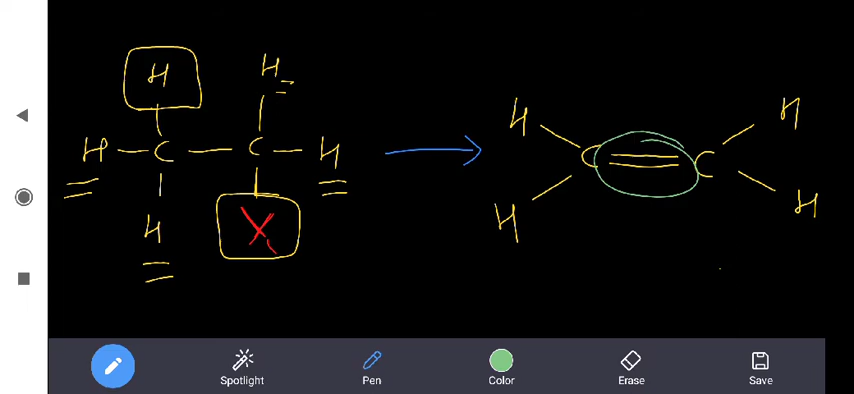 H H
H C C H H C C H
H X H H
Spotlight Pen Color Erase Save